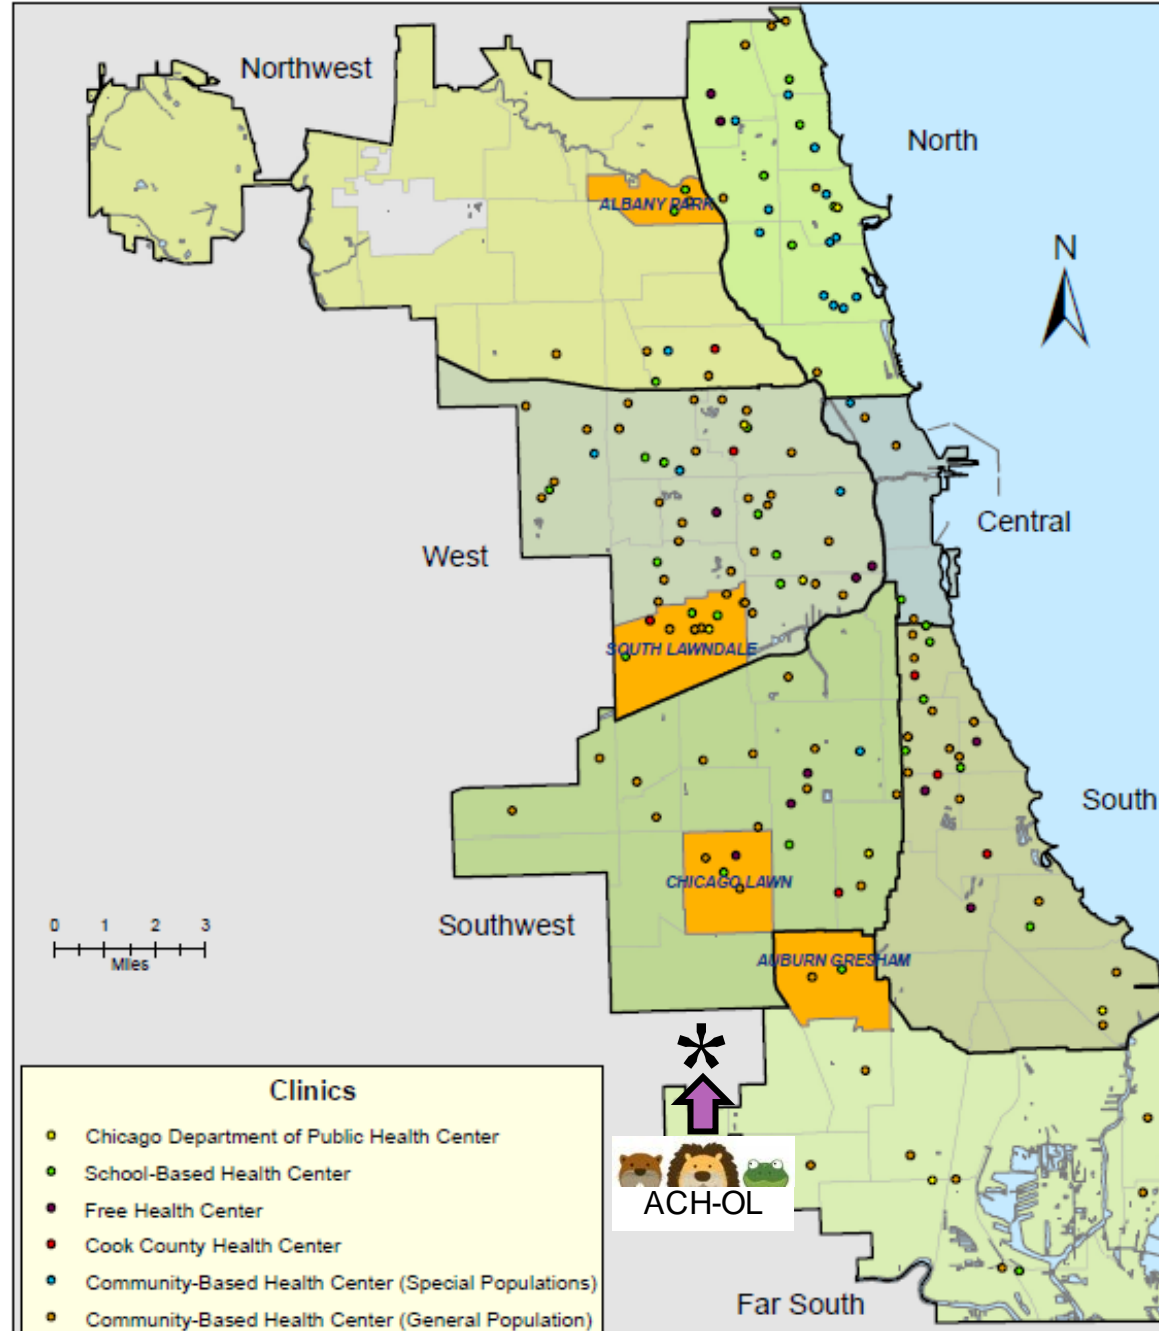 Northwest
North
N
ALBANY PARK
Central
West
SOUTH LAWNDALE
South
CHICAGO LAWN
Southwest
0 1 2 3
Miles
AUBURN GRESHAM
*
Clinics
Chicago Department of Public Health Center
School-Based Health Center
Free Health Center
Cook County Health Center
Community-Based Health Center (Special Populations)
Community-Based Health Center (General Population)
ACH-OL
Far South